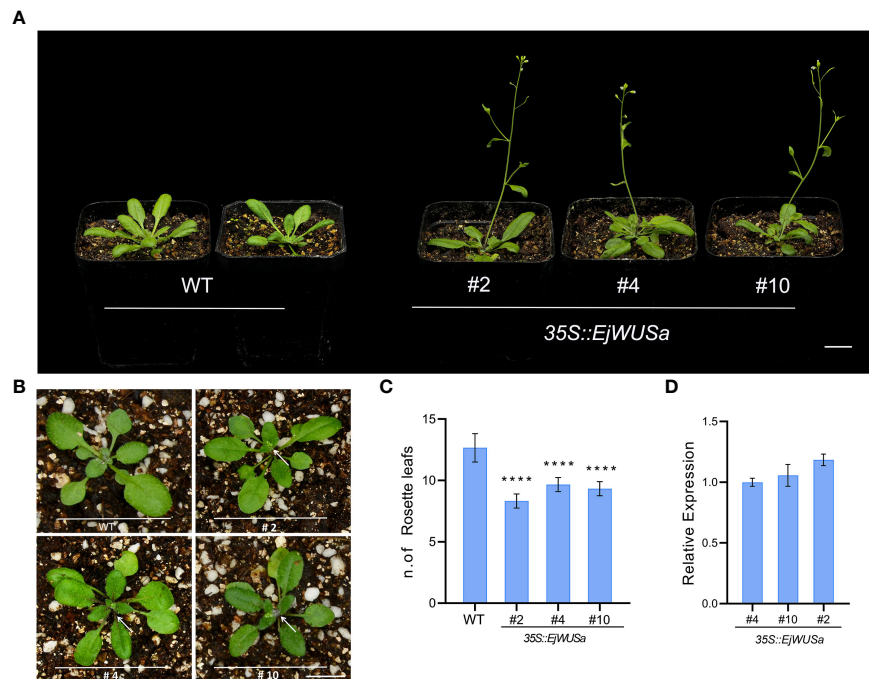 A
WT
#2
#4
#10
35S::EjWUSa
B
WT
# 2
# 4
# 10
C
n.of Rosette leafs
15
10
5
0
****
****
****
WT
#2
#4
#10
35S::EjWUSa
D
Relative Expression
1.5
1.0
0.5
0.0
#4
#10
#2
35S::EjWUSa